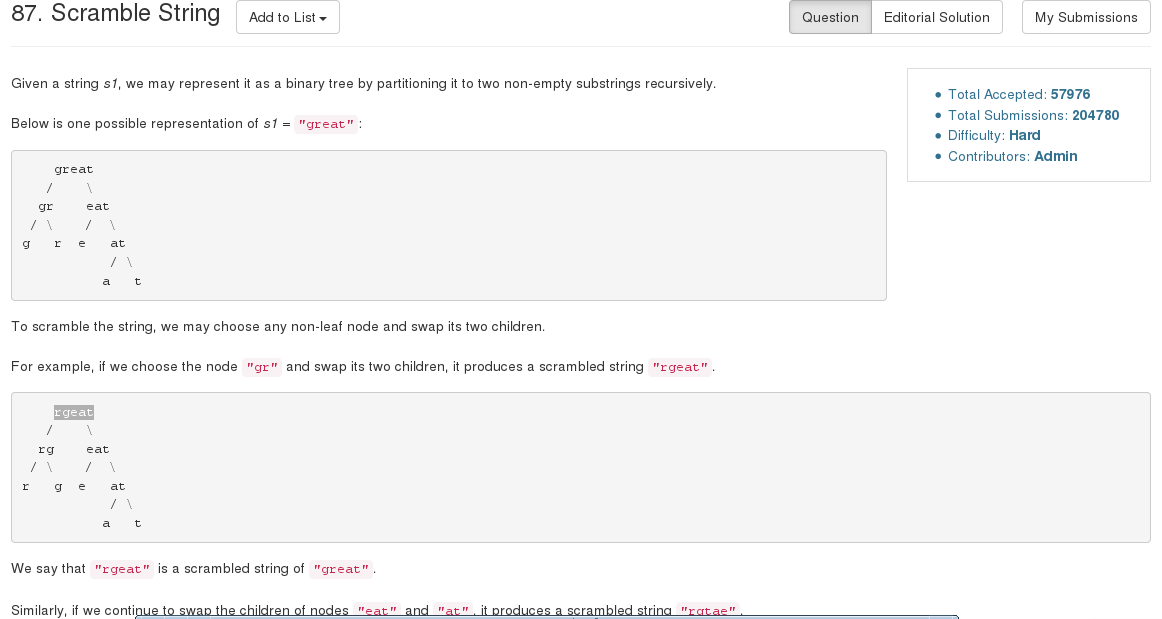 87. Scramble String
Add to List
Question
Editorial Solution
My Submissions
Total Accepted: 57976
Total Submissions: 204780
Difficulty: Hard
Contributors: Admin
Given a string s1, we may represent it as a binary tree by partitioning it to two non-empty substrings recursively.
Below is one possible representation of s1 = "great":
    great
   /    \
  gr    eat
 / \    /  \
g   r  e   at
           / \
          a   t
To scramble the string, we may choose any non-leaf node and swap its two children.
For example, if we choose the node "gr" and swap its two children, it produces a scrambled string "rgeat".
    rgeat
   /    \
  rg    eat
 / \    /  \
r   g  e   at
           / \
          a   t
We say that "rgeat" is a scrambled string of "great".
Similarly, if we continue to swap the children of nodes "eat" and "at", it produces a scrambled string "rgtae".